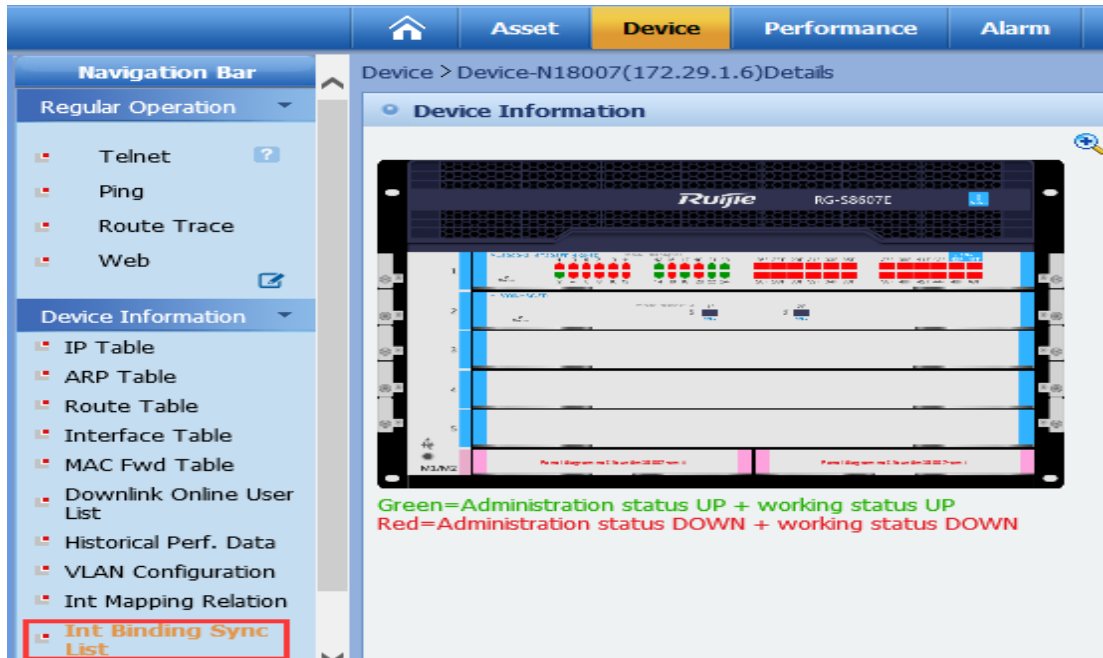 Asset
Device
Performance
Alarm
Navigation Bar
Device > Device-N18007(172.29.1.6)Details
Regular Operation
Device Information
Telnet
?
Ping
Route Trace
Web
Ruijie
RG-S8607E
1
2
3
4
5
M1/M2
Device Information
IP Table
ARP Table
Route Table
Interface Table
MAC Fwd Table
Downlink Online User
List
Historical Perf. Data
VLAN Configuration
Int Mapping Relation
Int Binding Sync
List
Green=Administration status UP + working status UP
Red=Administration status DOWN + working status DOWN